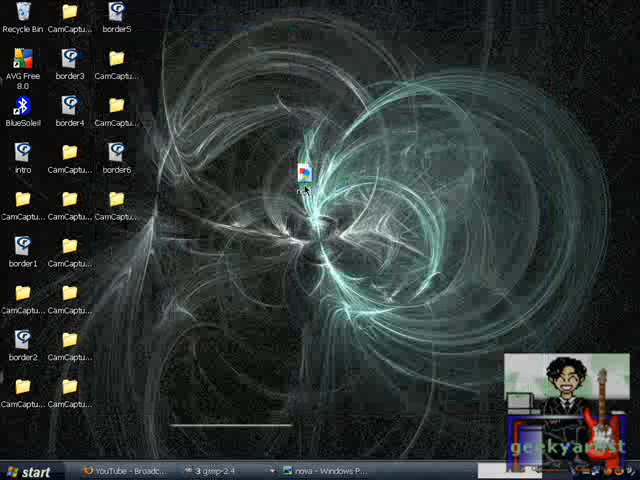 Recycle Bin
CamCaptu...
border5
AVG Free
8.0
border3
CamCaptu...
BlueSoleil
border4
CamCaptu...
intro
CamCaptu...
border6
CamCaptu...
CamCaptu...
CamCaptu...
border1
CamCaptu...
CamCaptu...
CamCaptu...
border2
CamCaptu...
CamCaptu...
CamCaptu...
geekyartist
start
YouTube - Broadc...
3 gimp-2.4
nova - Windows P...